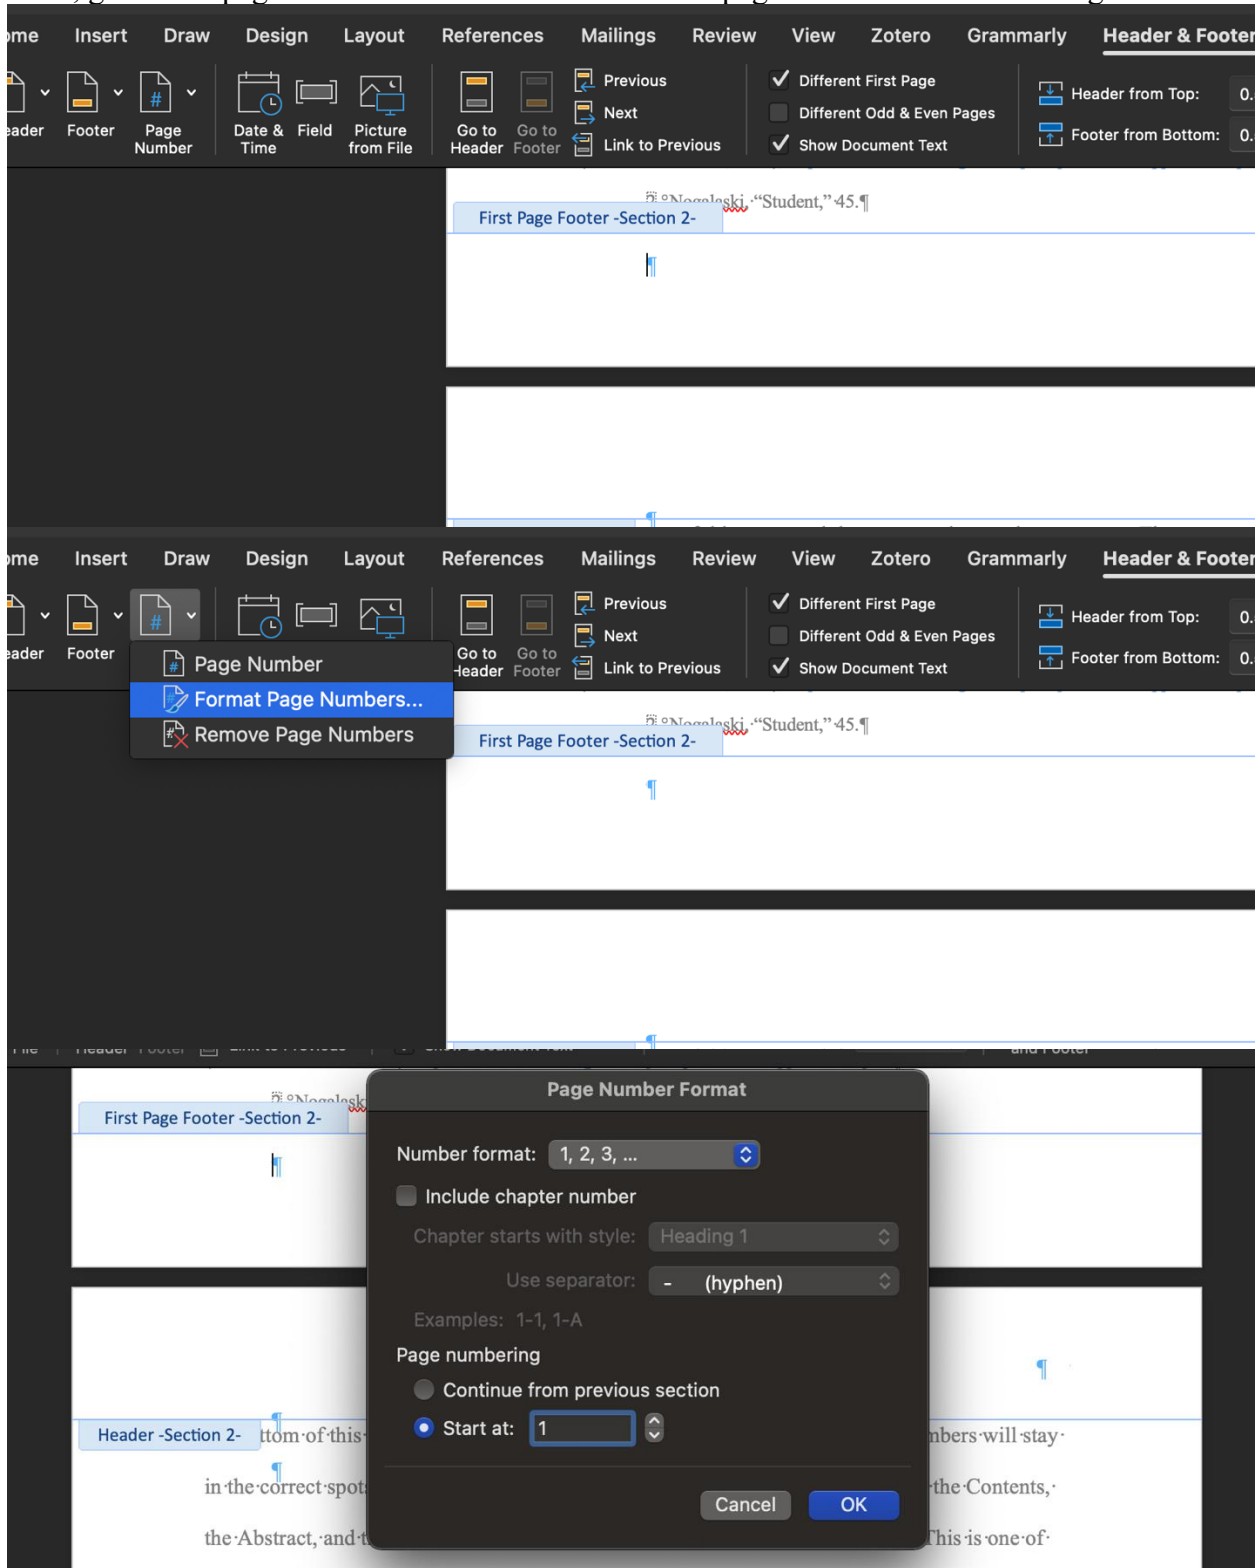 ome Insert Draw Design Layout References Mailings Review View Zotero Grammarly Header & Footer
eader Footer Page Number Date & Time Field Picture from File Go to Header Go to Footer Previous Next Link to Previous Different First Page Different Odd & Even Pages Show Document Text Header from Top: 0. Footer from Bottom: 0.
“Student,” 45.¶
First Page Footer -Section 2-
¶
¶
ome Insert Draw Design Layout References Mailings Review View Zotero Grammarly Header & Footer
eader Footer Go to Header Go to Footer Previous Next Link to Previous Different First Page Different Odd & Even Pages Show Document Text Header from Top: 0. Footer from Bottom: 0.
Page Number
Format Page Numbers...
Remove Page Numbers
“Student,” 45.¶
First Page Footer -Section 2-
¶
¶
Page Number Format
First Page Footer -Section 2-
¶
Number format: 1, 2, 3, ...
Include chapter number
Chapter starts with style: Heading 1
Use separator: - (hyphen)
Examples: 1-1, 1-A
Page numbering
Continue from previous section
Start at: 1
Cancel OK
¶
¶
Header -Section 2- ttom of this mbers will stay
¶
in the correct spot the Contents,
the Abstract, and t This is one of